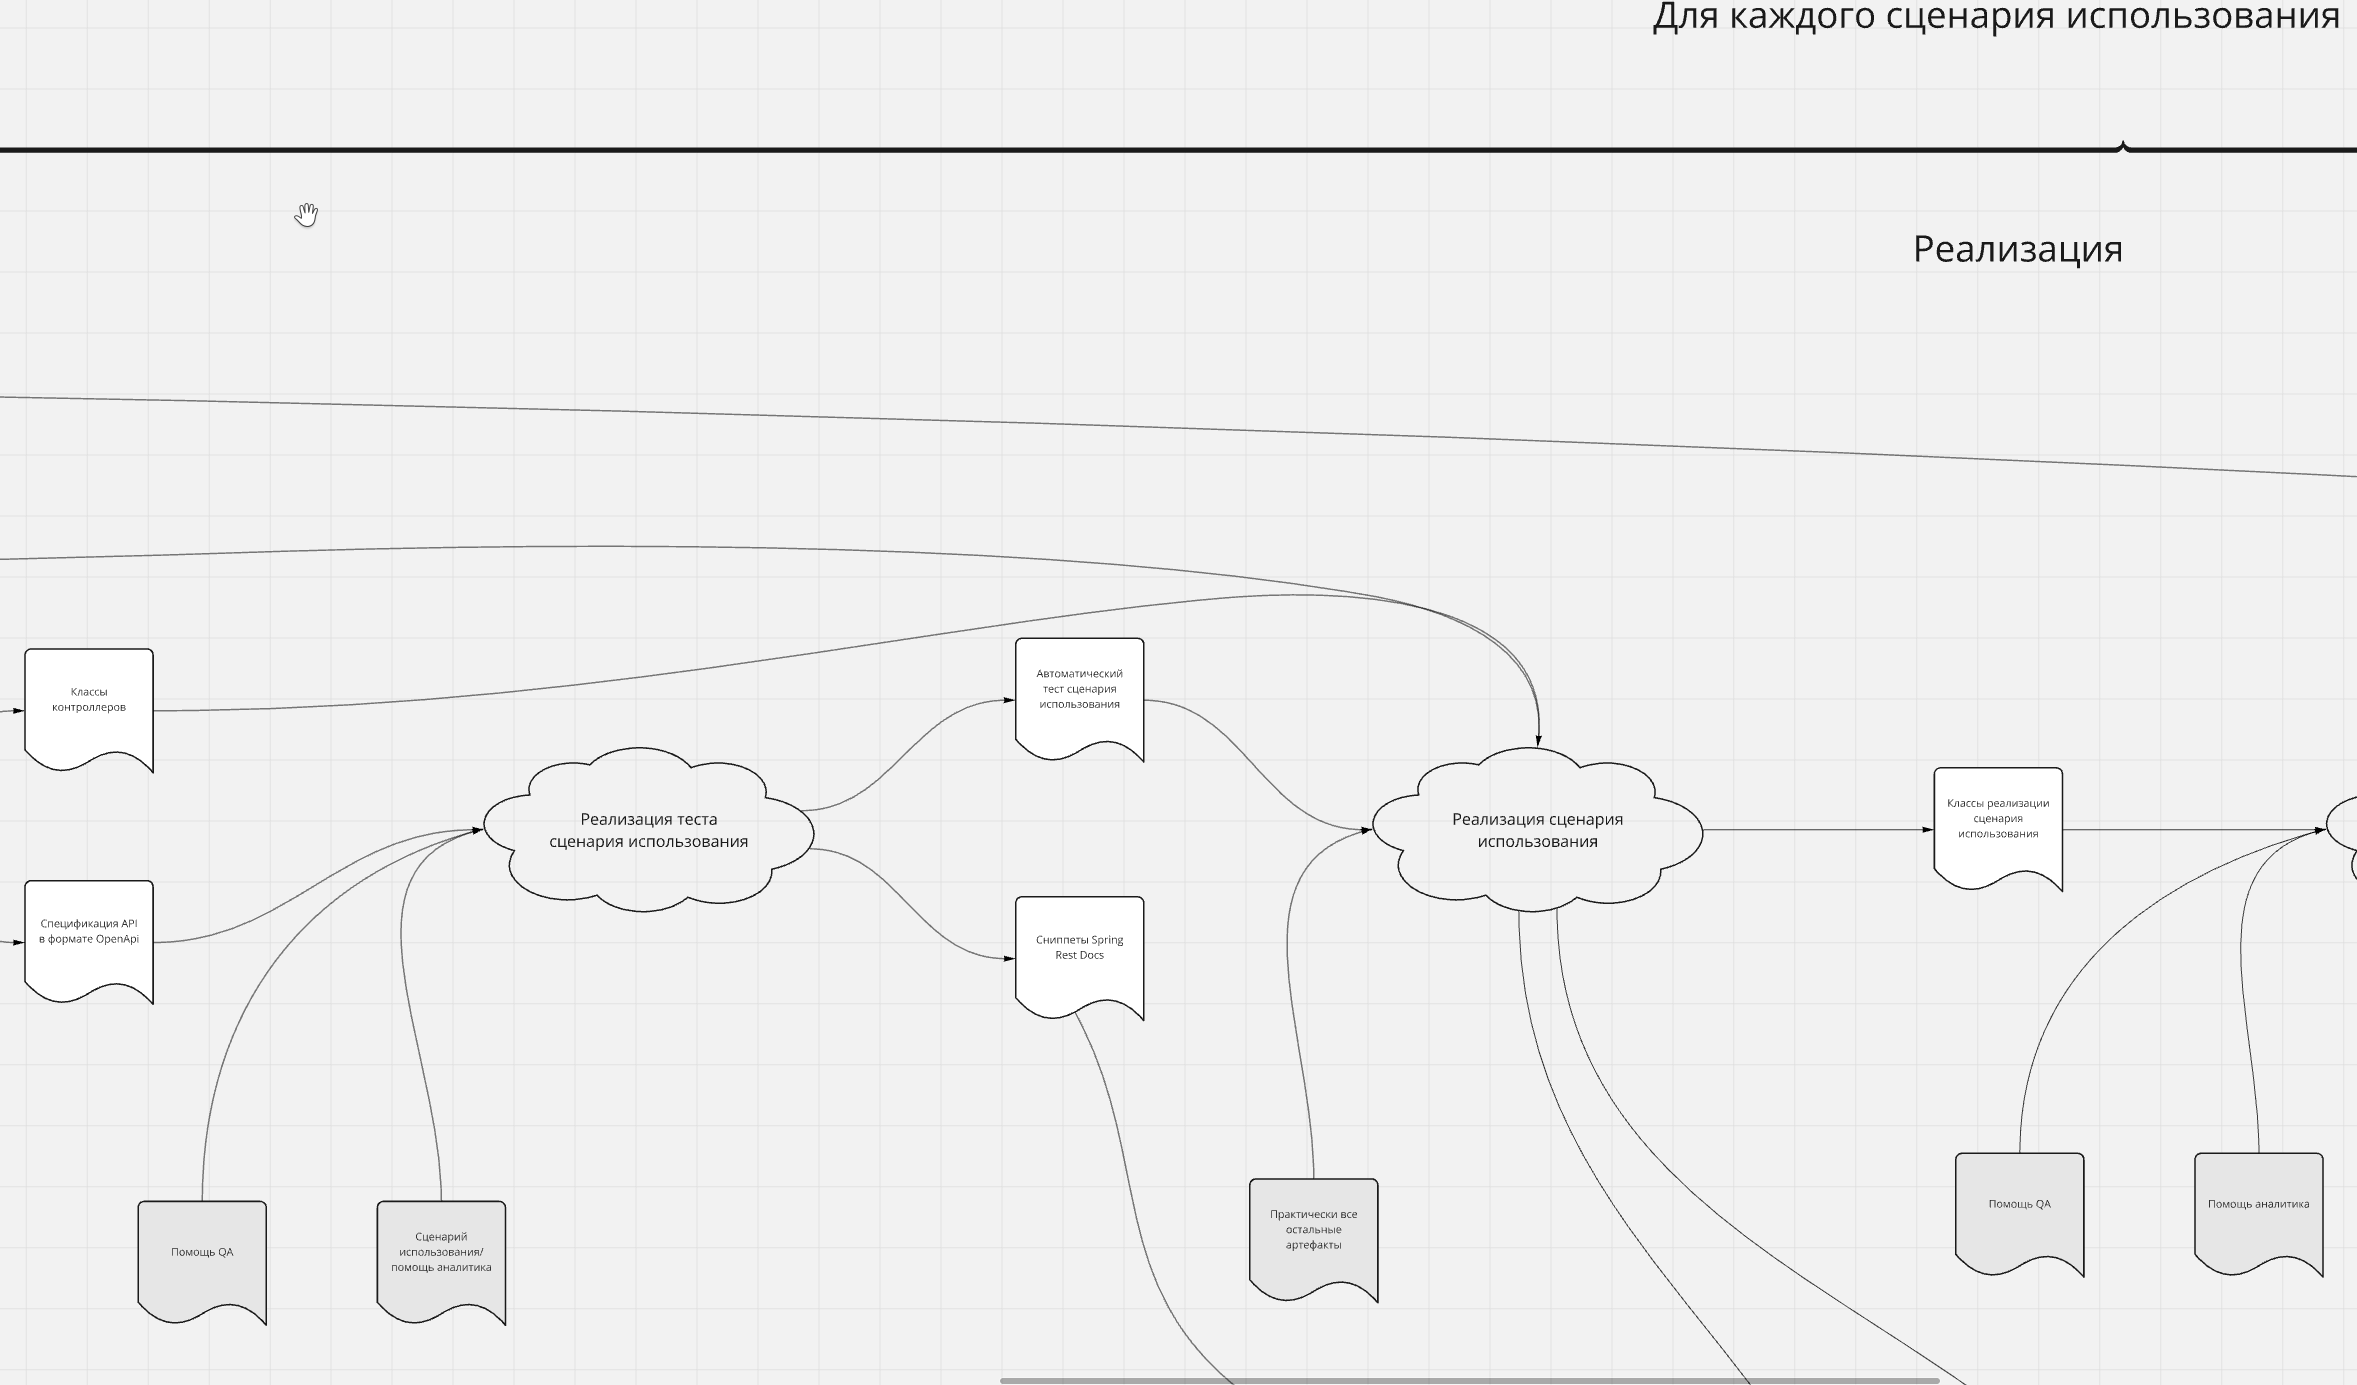 Для каждого сценария использования
Реализация
Классы
контроллеров
Автоматический
тест сценария
использования
Реализация теста
сценария использования
Реализация сценария
использования
Классы реализации
сценария
использования
Спецификация API
в формате OpenApi
Сниппеты Spring
Rest Docs
Помощь QA
Сценарий
использования/
помощь аналитика
Практически все
остальные
артефакты
Помощь QA
Помощь аналитика